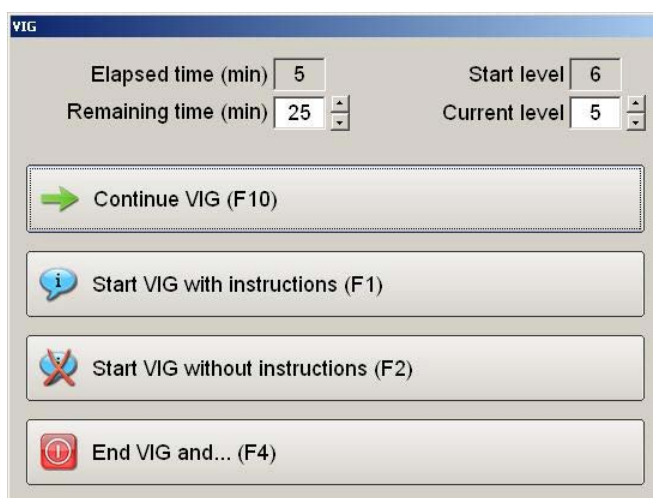 VIG
Elapsed time (min) 5 Start level 6
Remaining time (min) 25 Current level 5
Continue VIG (F10)
Start VIG with instructions (F1)
Start VIG without instructions (F2)
End VIG and... (F4)